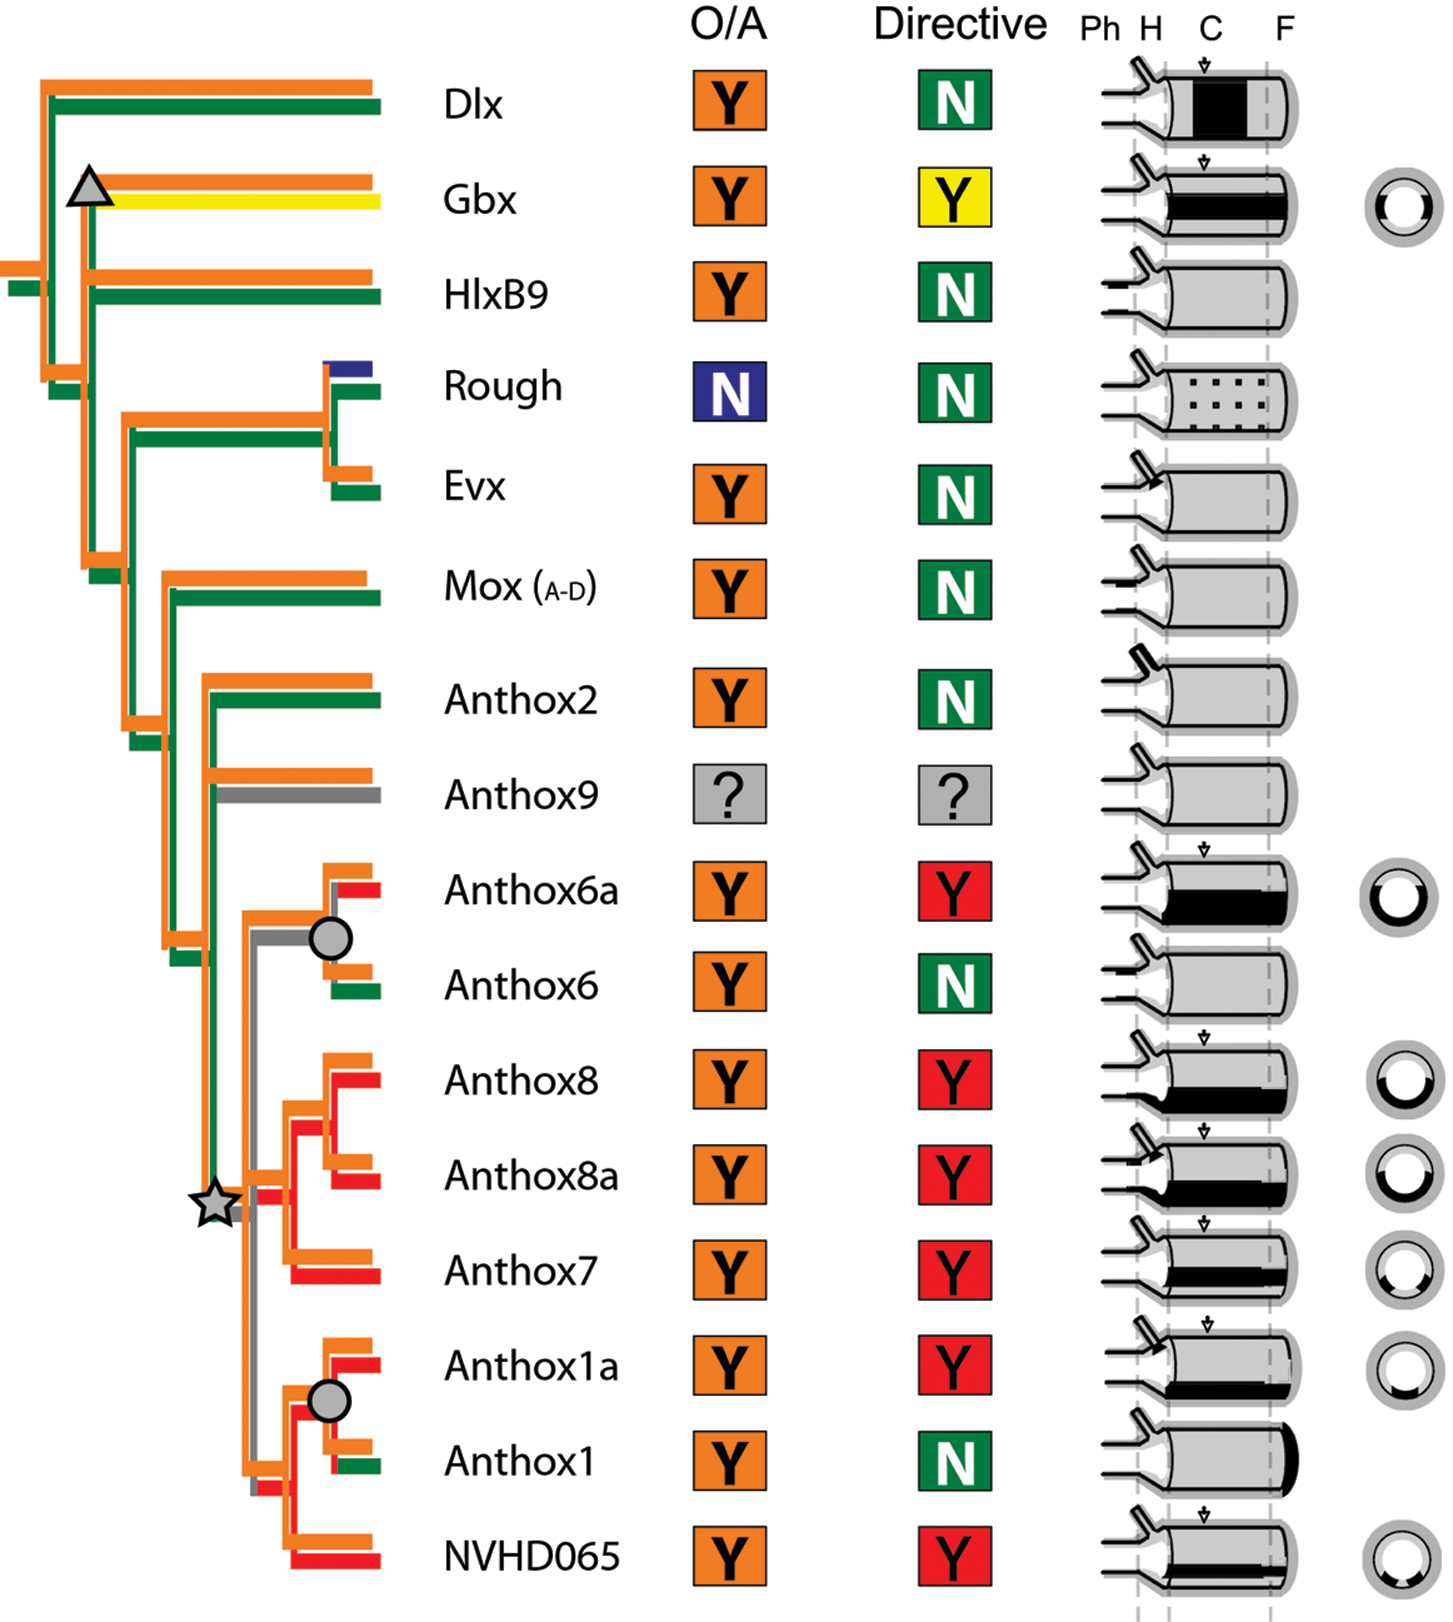 O/A Directive Ph H C F
Dlx Y N
Gbx Y Y
HlxB9 Y N
Rough N N
Evx Y N
Mox (A-D) Y N
Anthox2 Y N
Anthox9 ? ?
Anthox6a Y Y
Anthox6 Y N
Anthox8 Y Y
Anthox8a Y Y
Anthox7 Y Y
Anthox1a Y Y
Anthox1 Y N
NVHD065 Y Y